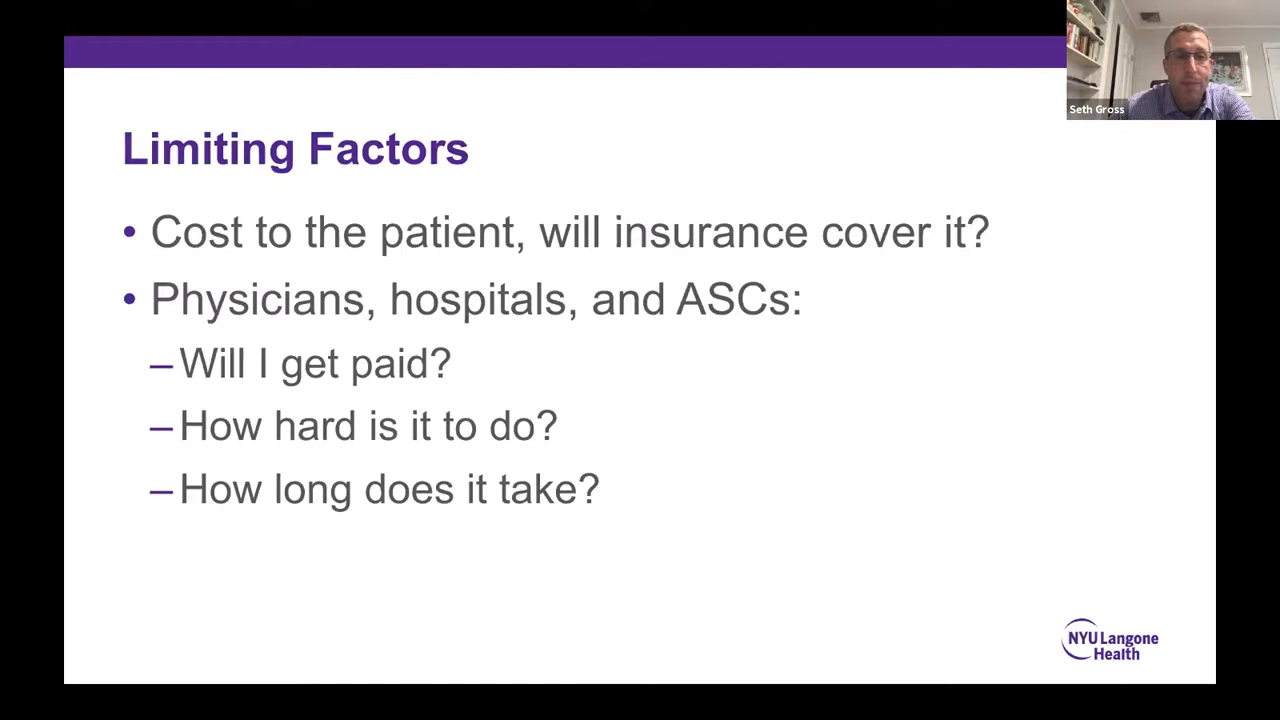 Seth Gross
Limiting Factors
• Cost to the patient, will insurance cover it?
• Physicians, hospitals, and ASCs:
–Will I get paid?
–How hard is it to do?
–How long does it take?
NYU Langone
Health